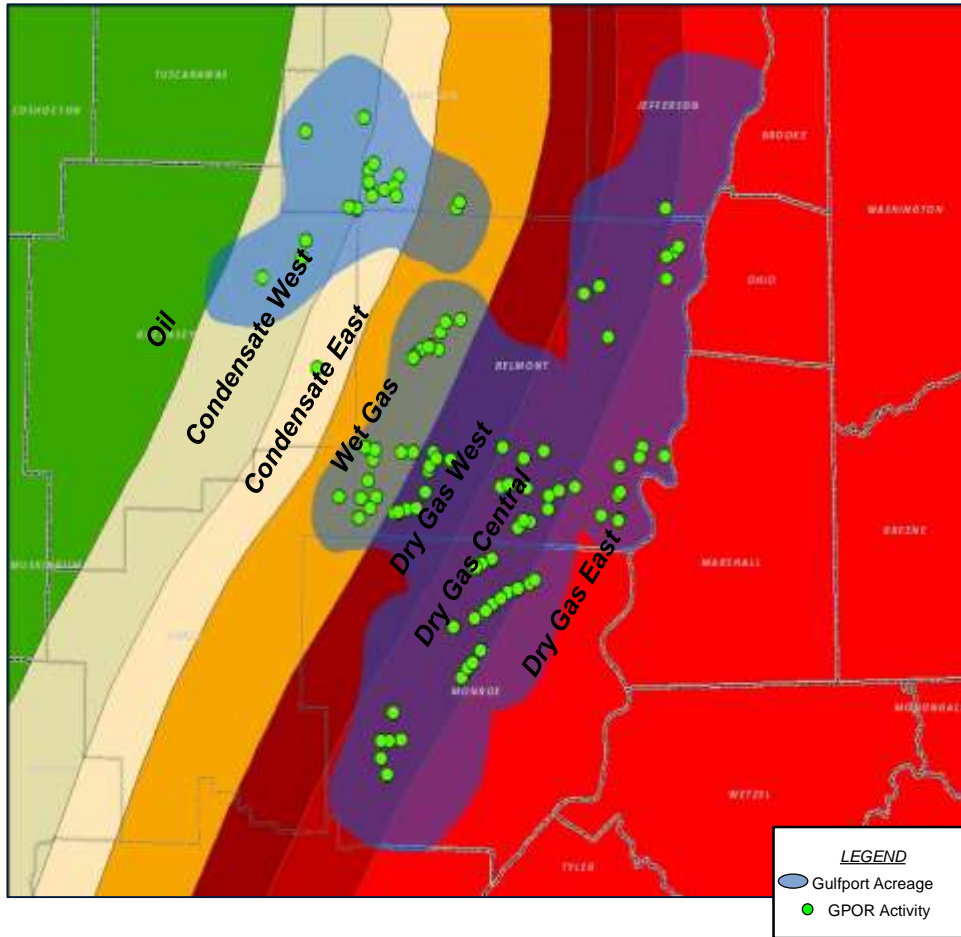 TUSCARAWAS
COSHOCTON
JEFFERSON
BROOKE
WASHINGTON
OHIO
Oil
Condensate West
Condensate East
BELMONT
Wet Gas
Dry Gas West
Dry Gas Central
Dry Gas East
GREENE
MARSHALL
MUSKINGUM
MONROE
WETZEL
TYLER
LEGEND
Gulfport Acreage
GPOR Activity